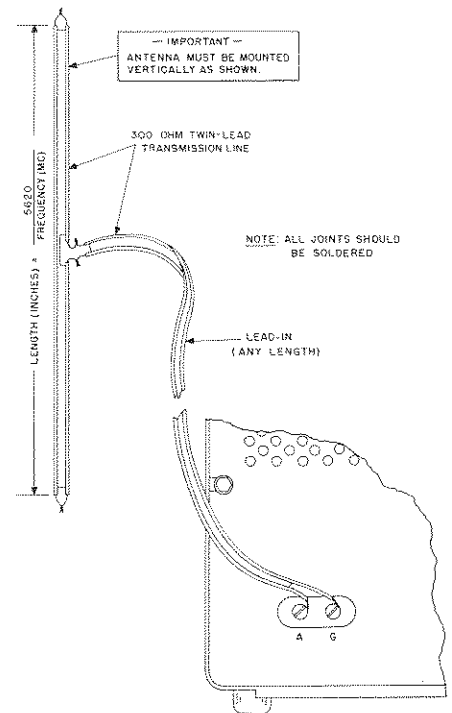 — IMPORTANT —
ANTENNA MUST BE MOUNTED
VERTICALLY AS SHOWN.
300 OHM TWIN-LEAD
TRANSMISSION LINE
LENGTH (INCHES) =
5620
FREQUENCY (MC)
NOTE: ALL JOINTS SHOULD
BE SOLDERED
LEAD-IN
(ANY LENGTH)
A G